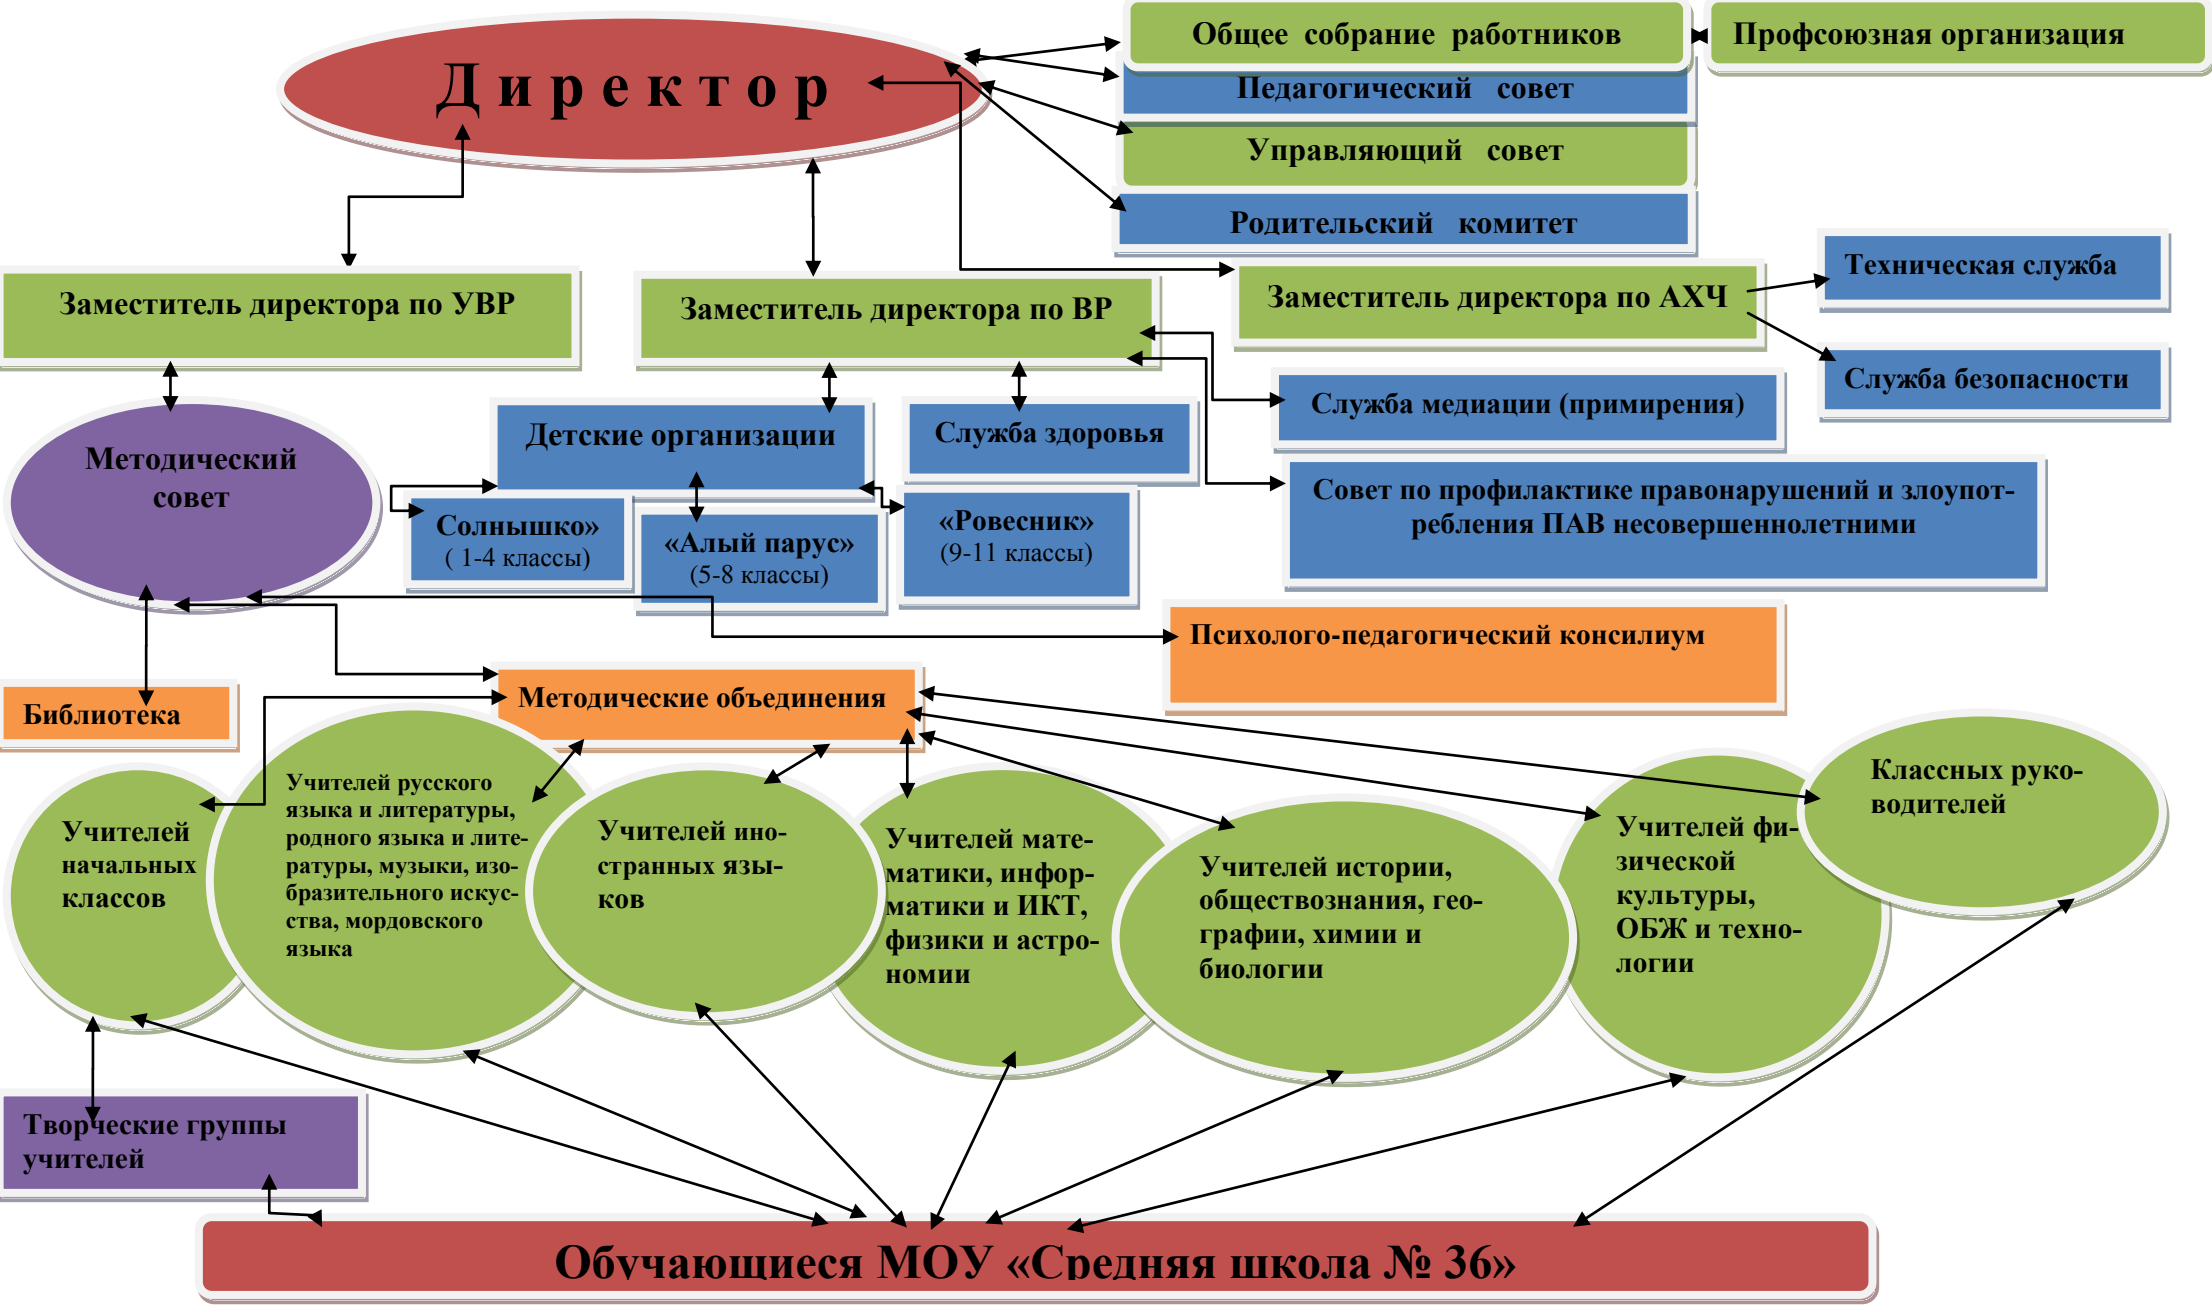 Д и р е к т о р
Общее собрание работников
Профсоюзная организация
Педагогический совет
Управляющий совет
Родительский комитет
Заместитель директора по УВР
Заместитель директора по ВР
Заместитель директора по АХЧ
Техническая служба
Служба безопасности
Методический
совет
Детские организации
Служба здоровья
Служба медиации (примирения)
Солнышко»
( 1-4 классы)
«Алый парус»
(5-8 классы)
«Ровесник»
(9-11 классы)
Совет по профилактике правонарушений и злоупот-
ребления ПАВ несовершеннолетними
Психолого-педагогический консилиум
Библиотека
Методические объединения
Учителей
начальных
классов
Учителей русского
языка и литературы,
родного языка и лите-
ратуры, музыки, изо-
бразительного искус-
ства, мордовского
языка
Учителей ино-
странных язы-
ков
Учителей мате-
матики, инфор-
матики и ИКТ,
физики и астро-
номии
Учителей истории,
обществознания, гео-
графии, химии и
биологии
Учителей фи-
зической
культуры,
ОБЖ и техно-
логии
Классных руко-
водителей
Творческие группы
учителей
Обучающиеся МОУ «Средняя школа № 36»